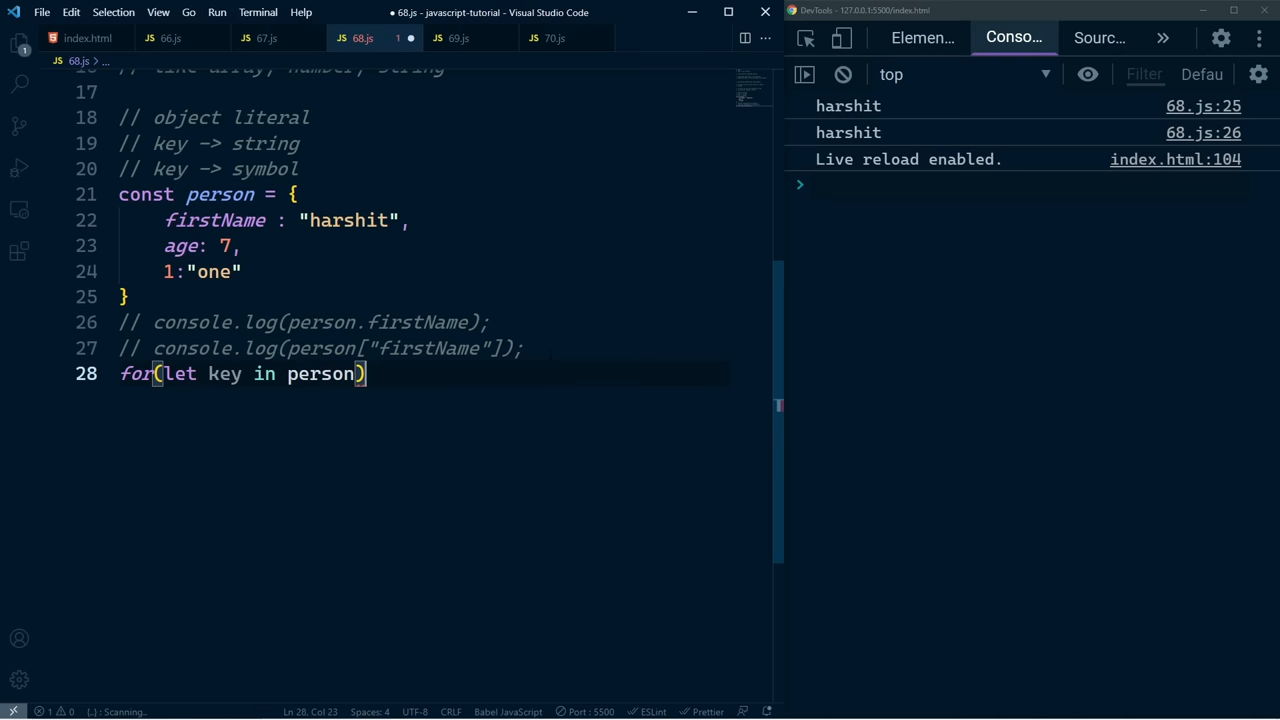 File Edit Selection View Go Run Terminal Help
● 68.js - javascript-tutorial - Visual Studio Code
index.html JS 66.js JS 67.js JS 68.js 1 JS 69.js JS 70.js
JS 68.js > ...
16 // like array, number, string
17
18 // object literal
19 // key -> string
20 // key -> symbol
21 const person = {
22 firstName : "harshit",
23 age: 7,
24 1:"one"
25 }
26 // console.log(person.firstName);
27 // console.log(person["firstName"]);
28 for(let key in person)
1
1 0 {..} : Scanning.. Ln 28, Col 23 Spaces: 4 UTF-8 CRLF Babel JavaScript Port : 5500 ESLint Prettier
DevTools - 127.0.0.1:5500/index.html
Elemen... Conso... Sourc... »
top Filter Defau
harshit 68.js:25
harshit 68.js:26
Live reload enabled. index.html:104